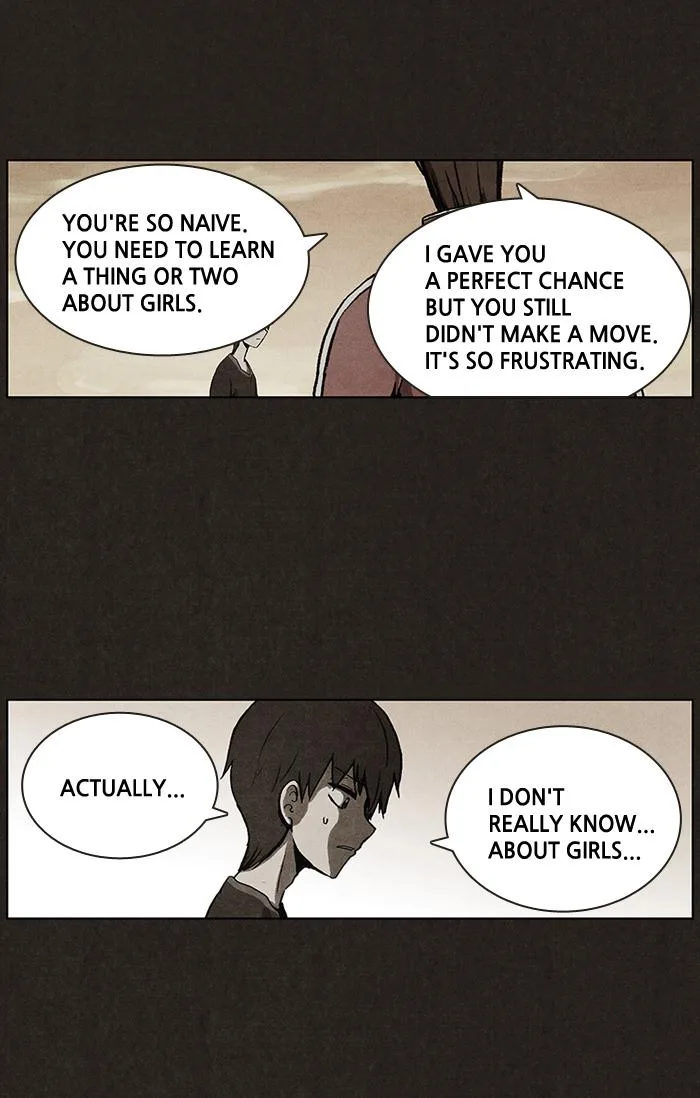 YOU'RE SO NAIVE.
YOU NEED TO LEARN
A THING OR TWO
ABOUT GIRLS.
I GAVE YOU
A PERFECT CHANCE
BUT YOU STILL
DIDN'T MAKE A MOVE.
IT'S SO FRUSTRATING.
ACTUALLY...
I DON'T
REALLY KNOW...
ABOUT GIRLS...